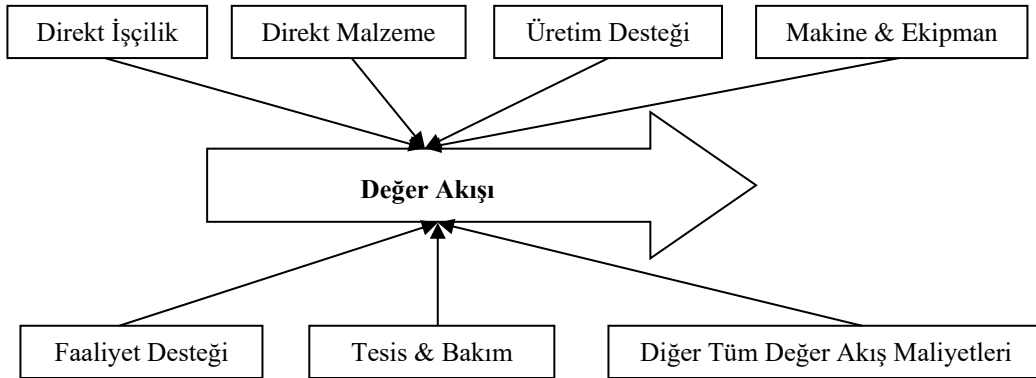 Direkt İşçilik
Direkt Malzeme
Üretim Desteği
Makine & Ekipman
Değer Akışı
Faaliyet Desteği
Tesis & Bakım
Diğer Tüm Değer Akış Maliyetleri